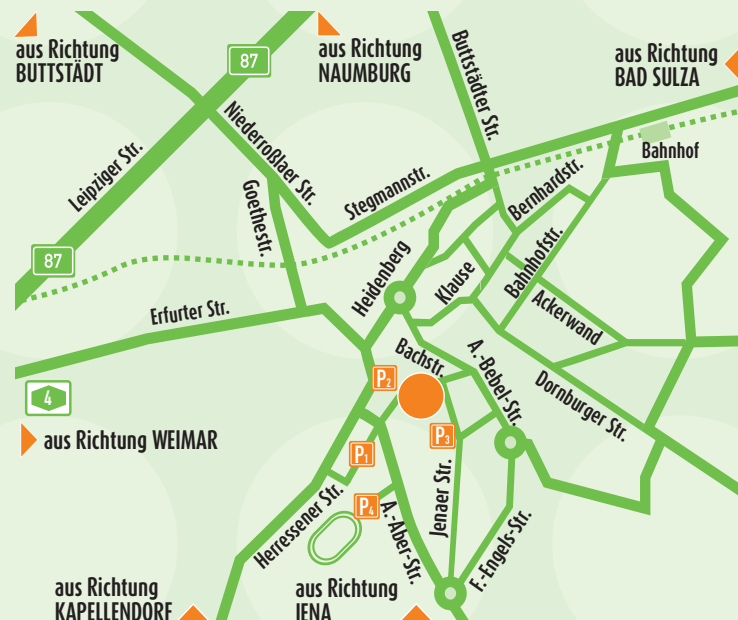 aus Richtung
BUTTSTÄDT
87
aus Richtung
NAUMBURG
Buttstädter Str.
aus Richtung
BAD SULZA
Leipziger Str.
Niederroßlaer Str.
Goethestr.
Stegmannstr.
Bernhardstr.
Bahnhof
87
Heidenberg
Klause
Bahnhofstr.
Ackerwand
Erfurter Str.
Bachstr.
A.-Bebel-Str.
Dornburger Str.
4
P2
aus Richtung WEIMAR
P3
P1
Jenaer Str.
Herressener Str.
P4
A.-Aber-Str.
F.-Engels-Str.
aus Richtung
KAPELLENDORF
aus Richtung
JENA